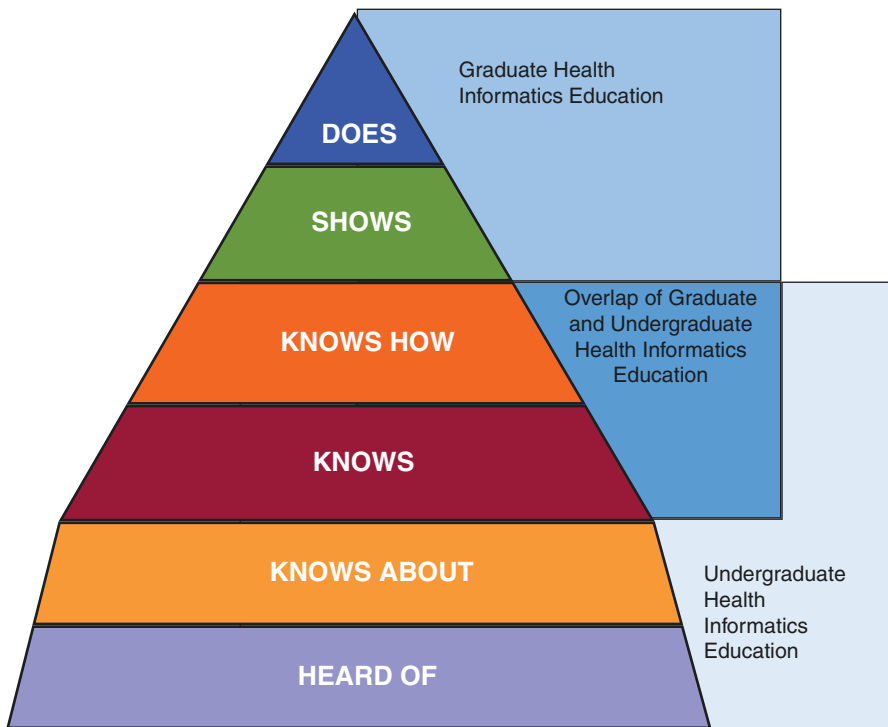 DOES
Graduate Health
Informatics Education
SHOWS
KNOWS HOW
Overlap of Graduate
and Undergraduate
Health Informatics
Education
KNOWS
KNOWS ABOUT
Undergraduate
Health
Informatics
Education
HEARD OF